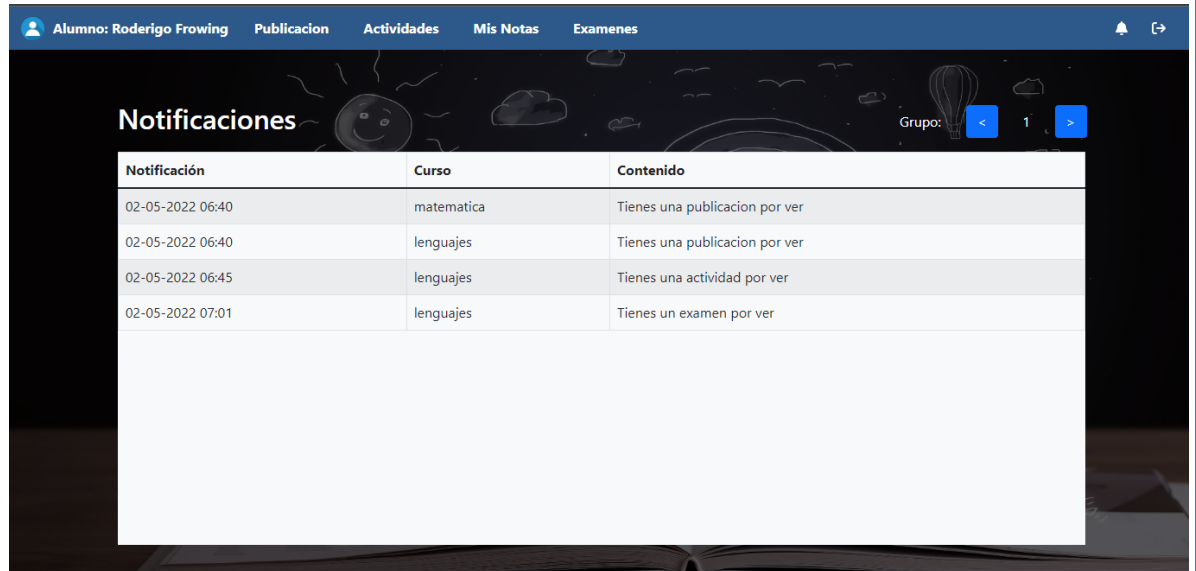 Alumno: Roderigo Frowing Publicacion Actividades Mis Notas Examenes
Notificaciones
Grupo: < 1 >
Notificación Curso Contenido
02-05-2022 06:40 matematica Tienes una publicacion por ver
02-05-2022 06:40 lenguajes Tienes una publicacion por ver
02-05-2022 06:45 lenguajes Tienes una actividad por ver
02-05-2022 07:01 lenguajes Tienes un examen por ver